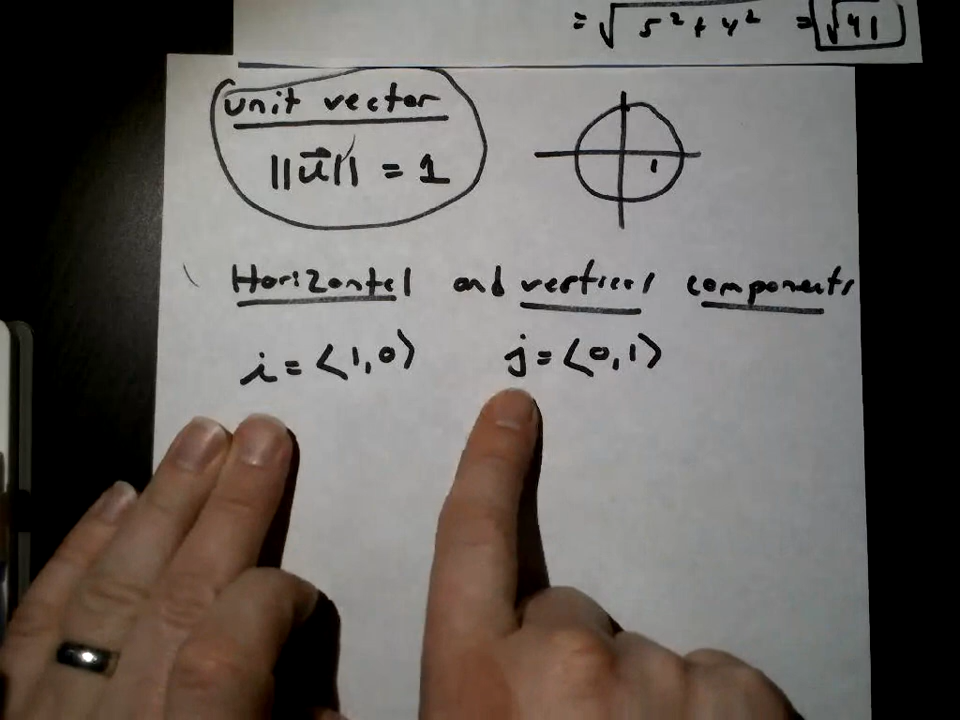 = √5² + 4² = √41
unit vector
||u⃗|| = 1
1
Horizontal and vertical components
i = <1,0> j = <0,1>